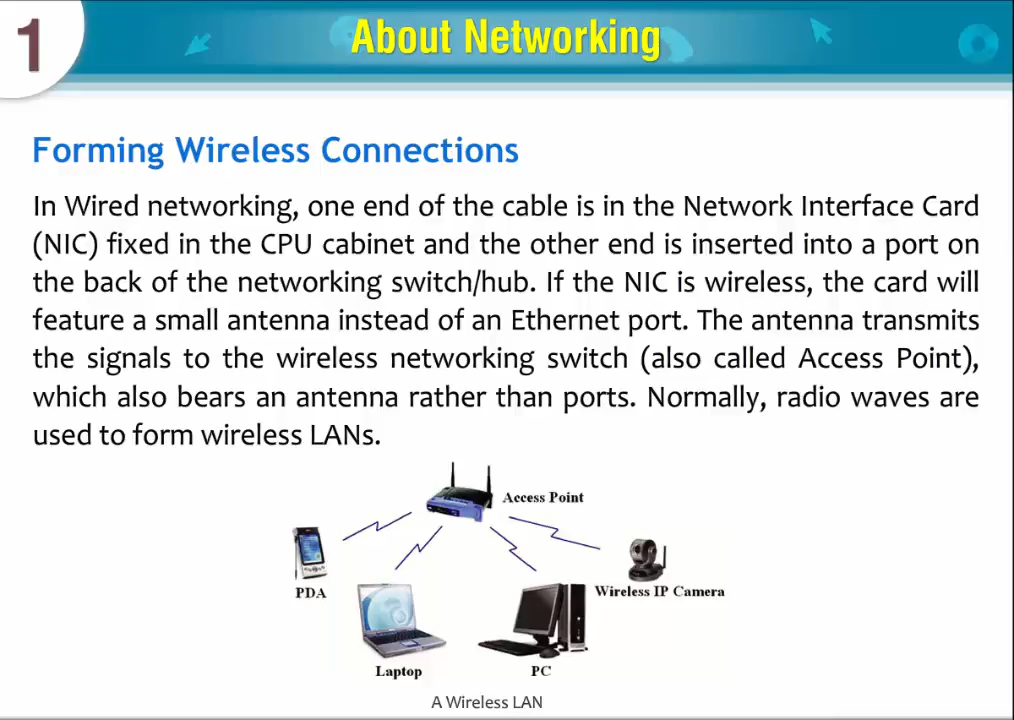 1
About Networking
Forming Wireless Connections
In Wired networking, one end of the cable is in the Network Interface Card
(NIC) fixed in the CPU cabinet and the other end is inserted into a port on
the back of the networking switch/hub. If the NIC is wireless, the card will
feature a small antenna instead of an Ethernet port. The antenna transmits
the signals to the wireless networking switch (also called Access Point),
which also bears an antenna rather than ports. Normally, radio waves are
used to form wireless LANs.
Access Point
PDA
Wireless IP Camera
Laptop
PC
A Wireless LAN